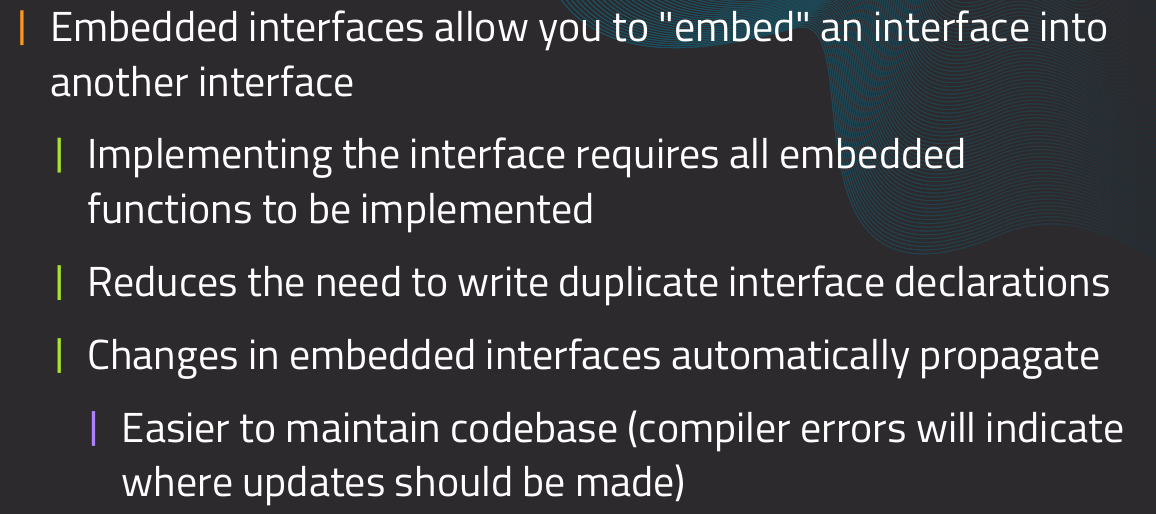 Embedded interfaces allow you to "embed" an interface into
another interface
Implementing the interface requires all embedded
functions to be implemented
Reduces the need to write duplicate interface declarations
Changes in embedded interfaces automatically propagate
Easier to maintain codebase (compiler errors will indicate
where updates should be made)